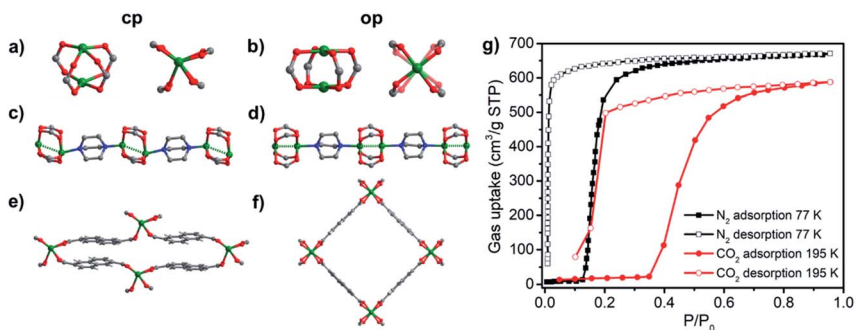 cp
op
a)
b)
c)
d)
e)
f)
g)
Gas uptake (cm³/g STP)
700
600
500
400
300
200
100
0
0.0
0.2
0.4
0.6
0.8
1.0
P/P₀
N₂ adsorption 77 K
N₂ desorption 77 K
CO₂ adsorption 195 K
CO₂ desorption 195 K